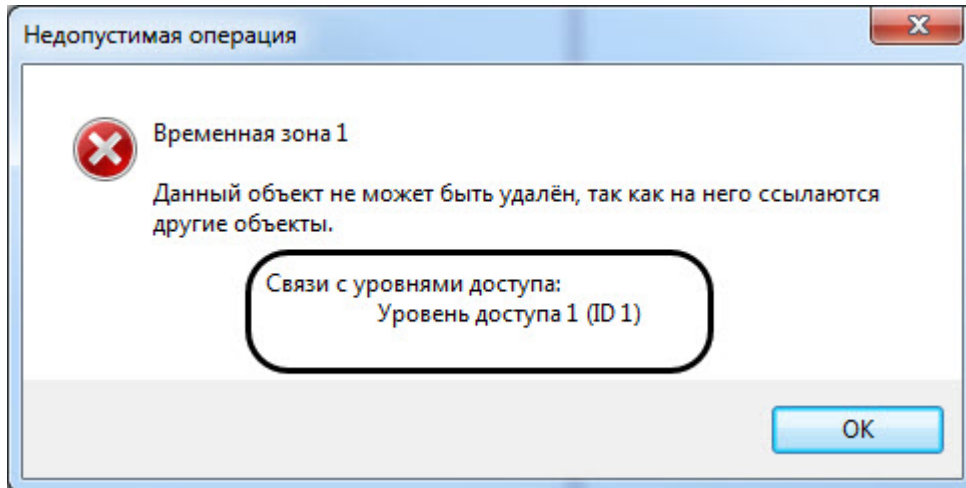 Недопустимая операция
Временная зона 1
Данный объект не может быть удалён, так как на него ссылаются
другие объекты.
Связи с уровнями доступа:
Уровень доступа 1 (ID 1)
OK